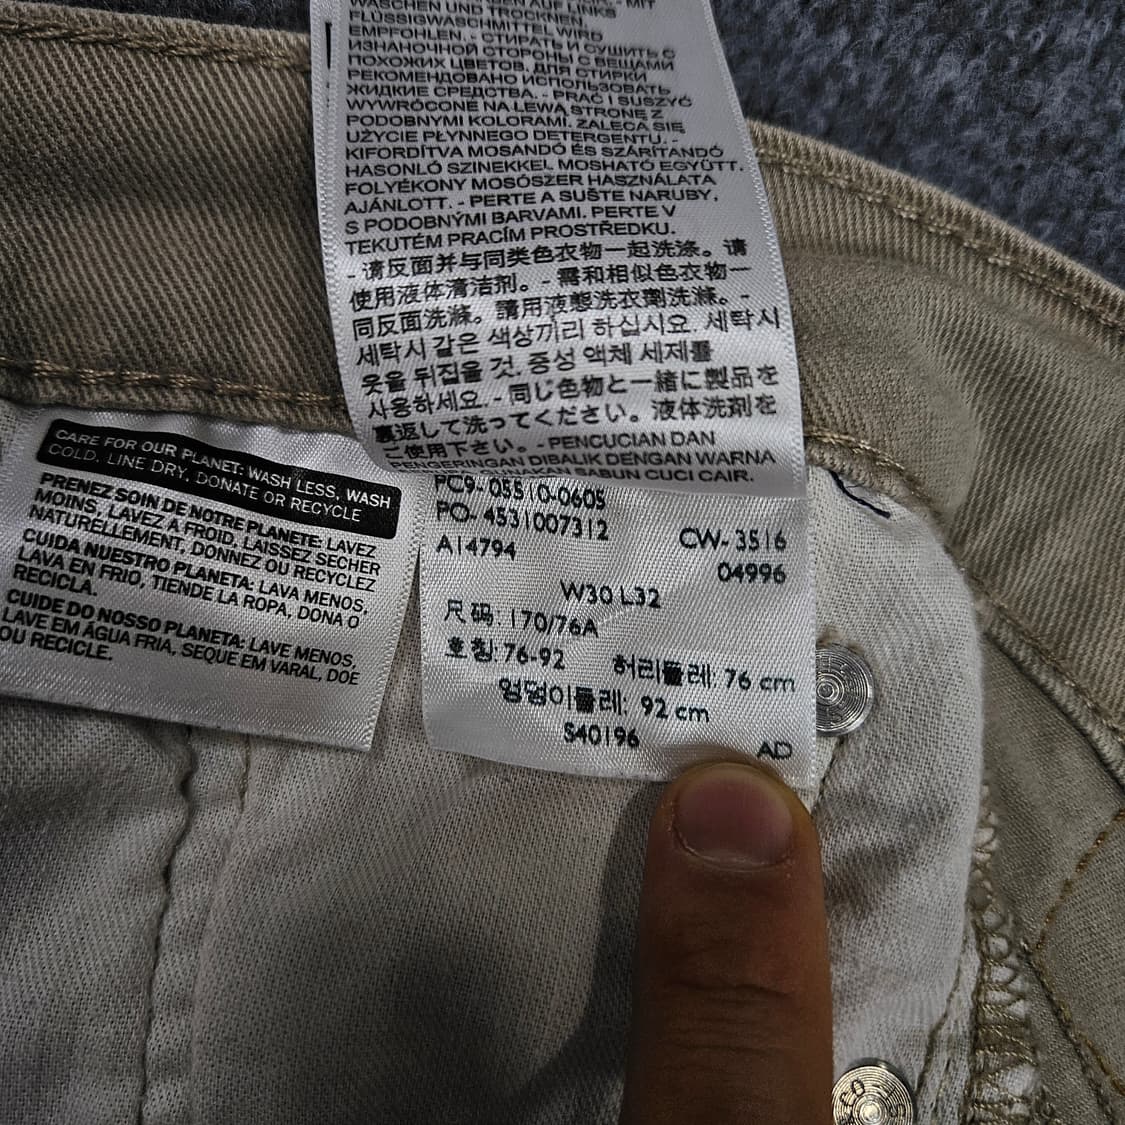 WASCHEN UND TROCKNEN.
FLÜSSIGWASCHMITTEL WIRD
EMPFOHLEN. - СТИРАТЬ И СУШИТЬ С
ИЗНАНОЧНОЙ СТОРОНЫ С ВЕЩАМИ
ПОХОЖИХ ЦВЕТОВ. ДЛЯ СТИРКИ
РЕКОМЕНДОВАНО ИСПОЛЬЗОВАТЬ
ЖИДКИЕ СРЕДСТВА. - PRAĆ I SUSZYĆ
WYWRÓCONE NA LEWĄ STRONĘ Z
PODOBNYMI KOLORAMI. ZALECA SIĘ
UŻYCIE PŁYNNEGO DETERGENTU. -
KIFORDÍTVA MOSANDÓ ÉS SZÁRÍTANDÓ
HASONLÓ SZINEKKEL MOSHATÓ EGYÜTT.
FOLYÉKONY MOSÓSZER HASZNÁLATA
AJÁNLOTT. - PERTE A SUŠTE NARUBY,
S PODOBNÝMI BARVAMI. PERTE V
TEKUTÉM PRACÍM PROSTŘEDKU.
- 请反面并与同类色衣物一起洗涤。请
使用液体清洁剂。 - 需和相似色衣物一
同反面洗滌。請用液態洗衣劑洗滌。 -
세탁시 같은 색상끼리 하십시요. 세탁시
옷을 뒤집을 것. 중성 액체 세제를
사용하세요. - 同じ色物と一緒に製品を
裏返して洗ってください。液体洗剤を
ご使用下さい。 - PENCUCIAN DAN
PENGERINGAN DIBALIK DENGAN WARNA
SABUN CUCI CAIR.
CARE FOR OUR PLANET: WASH LESS, WASH
COLD, LINE DRY, DONATE OR RECYCLE
PRENEZ SOIN DE NOTRE PLANETE: LAVEZ
MOINS, LAVEZ A FROID, LAISSEZ SECHER
NATURELLEMENT, DONNEZ OU RECYCLEZ
CUIDA NUESTRO PLANETA: LAVA MENOS,
LAVA EN FRIO, TIENDE LA ROPA, DONA O
RECICLA.
CUIDE DO NOSSO PLANETA: LAVE MENOS,
LAVE EM ÁGUA FRIA, SEQUE EM VARAL, DOE
OU RECICLE.
PC9- 05510-0605
PO- 4531007312
A14794
CW- 3516
04996
W30 L32
尺码: 170/76A
호칭: 76-92
허리둘레: 76 cm
엉덩이둘레: 92 cm
S40196
AD